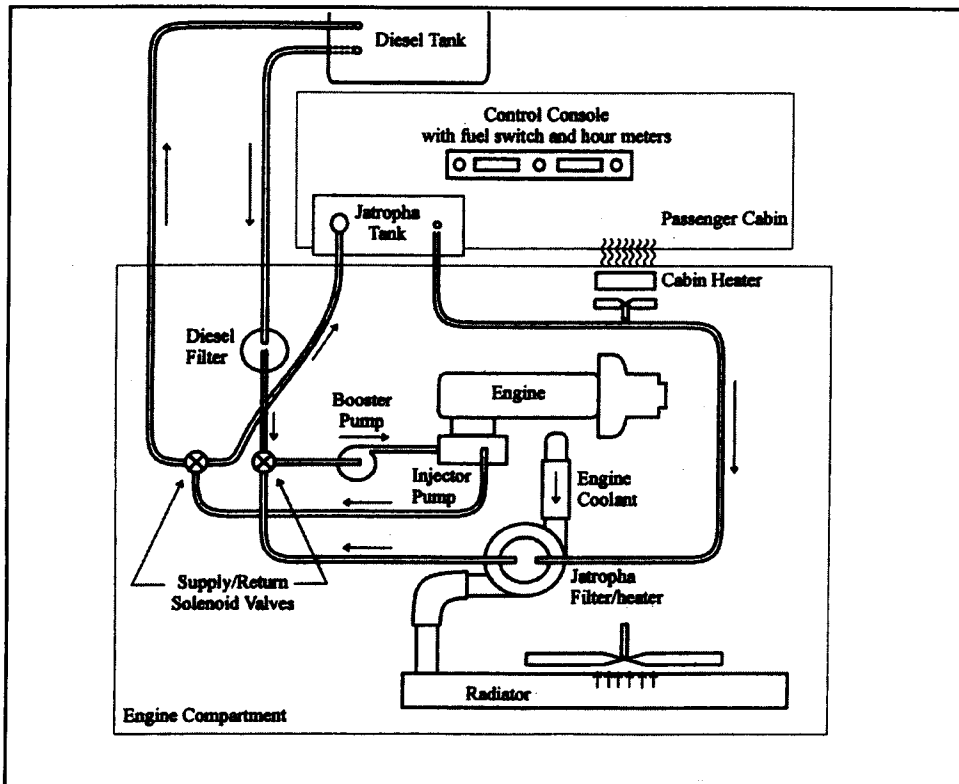 Diesel Tank
Control Console
with fuel switch and hour meters
Jatropha
Tank
Passenger Cabin
Cabin Heater
Diesel
Filter
Engine
Booster
Pump
Injector
Pump
Engine
Coolant
Supply/Return
Solenoid Valves
Jatropha
Filter/heater
Radiator
Engine Compartment